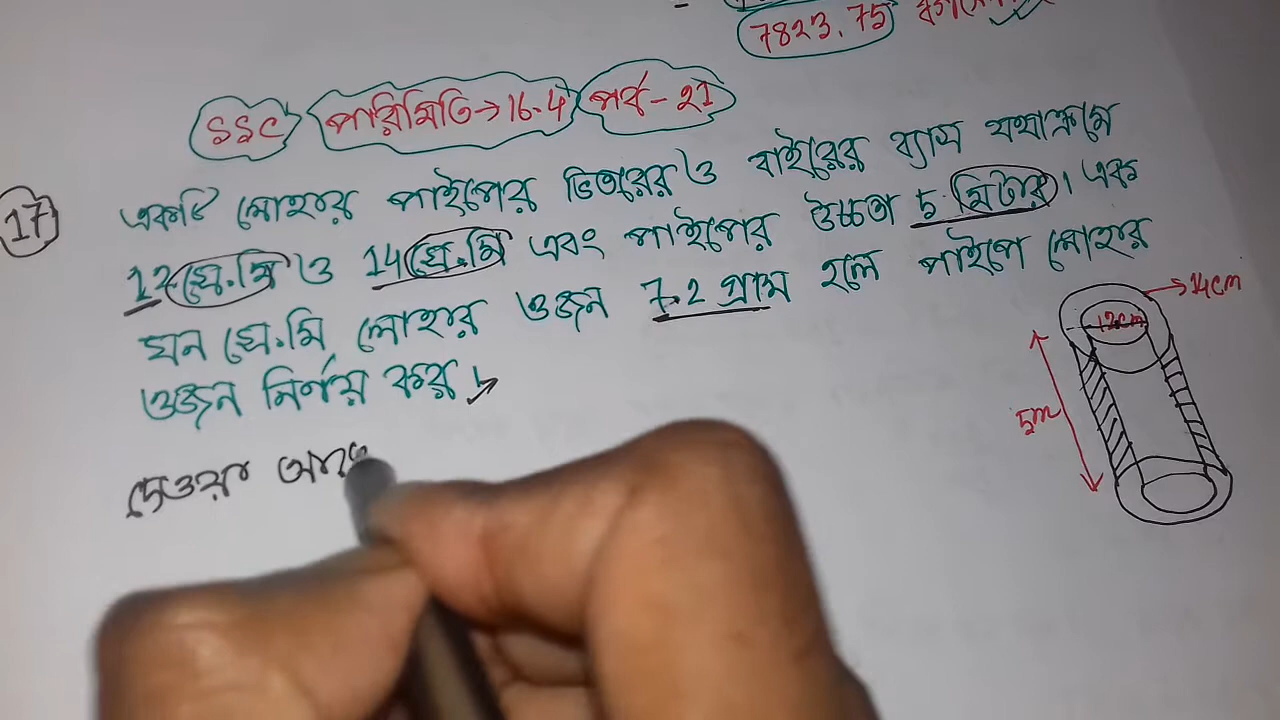 7823.75
SSC পরিমিতি→16.4 পর্ব-21
17 একটি লোহার পাইপের ভিতরের ও বাইরের ব্যাস যথাক্রমে
12 সে.মি ও 14 সে.মি এবং পাইপের উচ্চতা 5 মিটার। এক
ঘন সে.মি লোহার ওজন 7.2 গ্রাম হলে পাইপে লোহার
ওজন নির্ণয় কর।
14cm
12cm
5m
দেওয়া